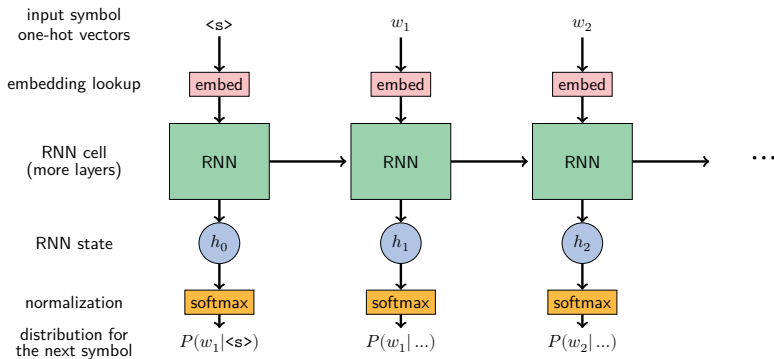 input symbol
one-hot vectors
<s>
w₁
w₂
embedding lookup
embed
embed
embed
RNN cell
(more layers)
RNN
RNN
RNN
...
RNN state
h₀
h₁
h₂
normalization
softmax
softmax
softmax
distribution for
the next symbol
P(w₁|<s>)
P(w₁|...)
P(w₂|...)